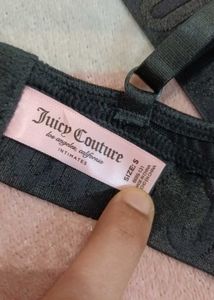 Juicy Couture
los angeles, california
INTIMATES
SIZE: S